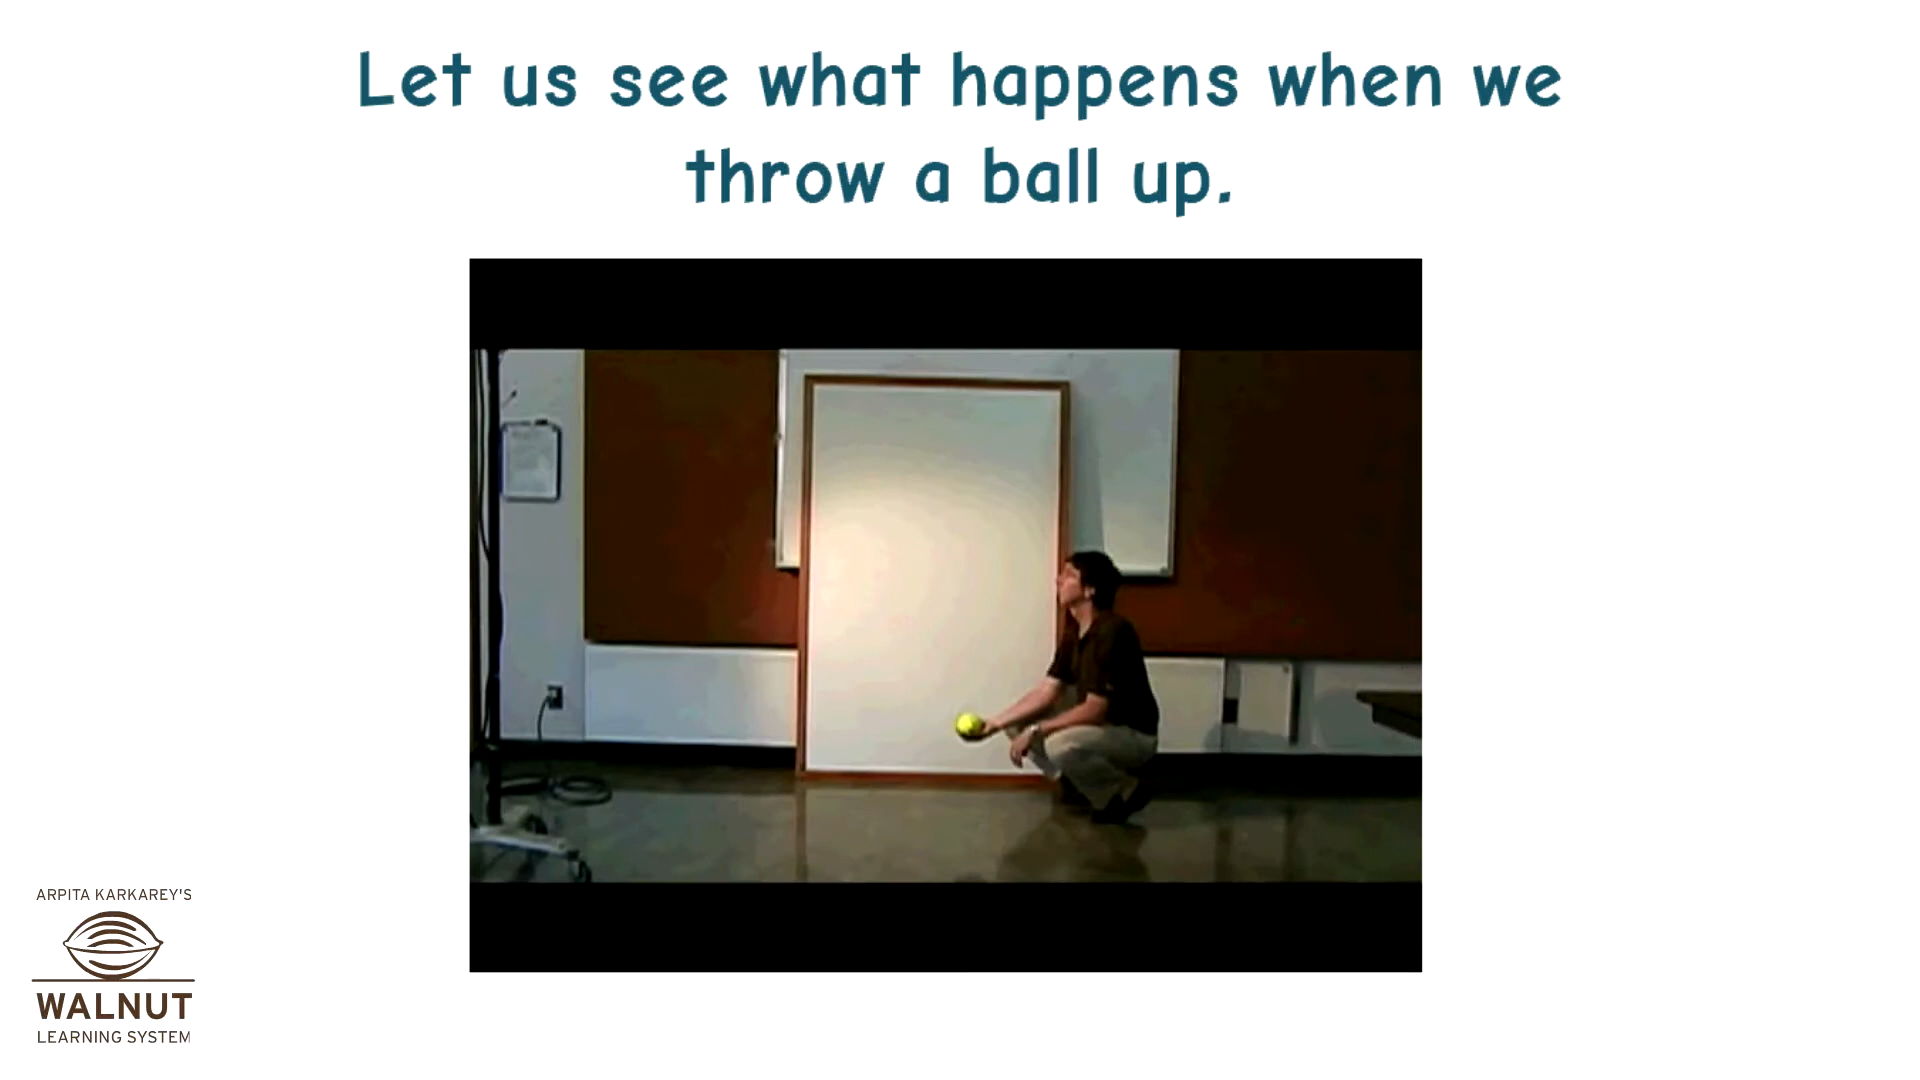 Let us see what happens when we
throw a ball up.
ARPITA KARKAREY'S
WALNUT
LEARNING SYSTEM